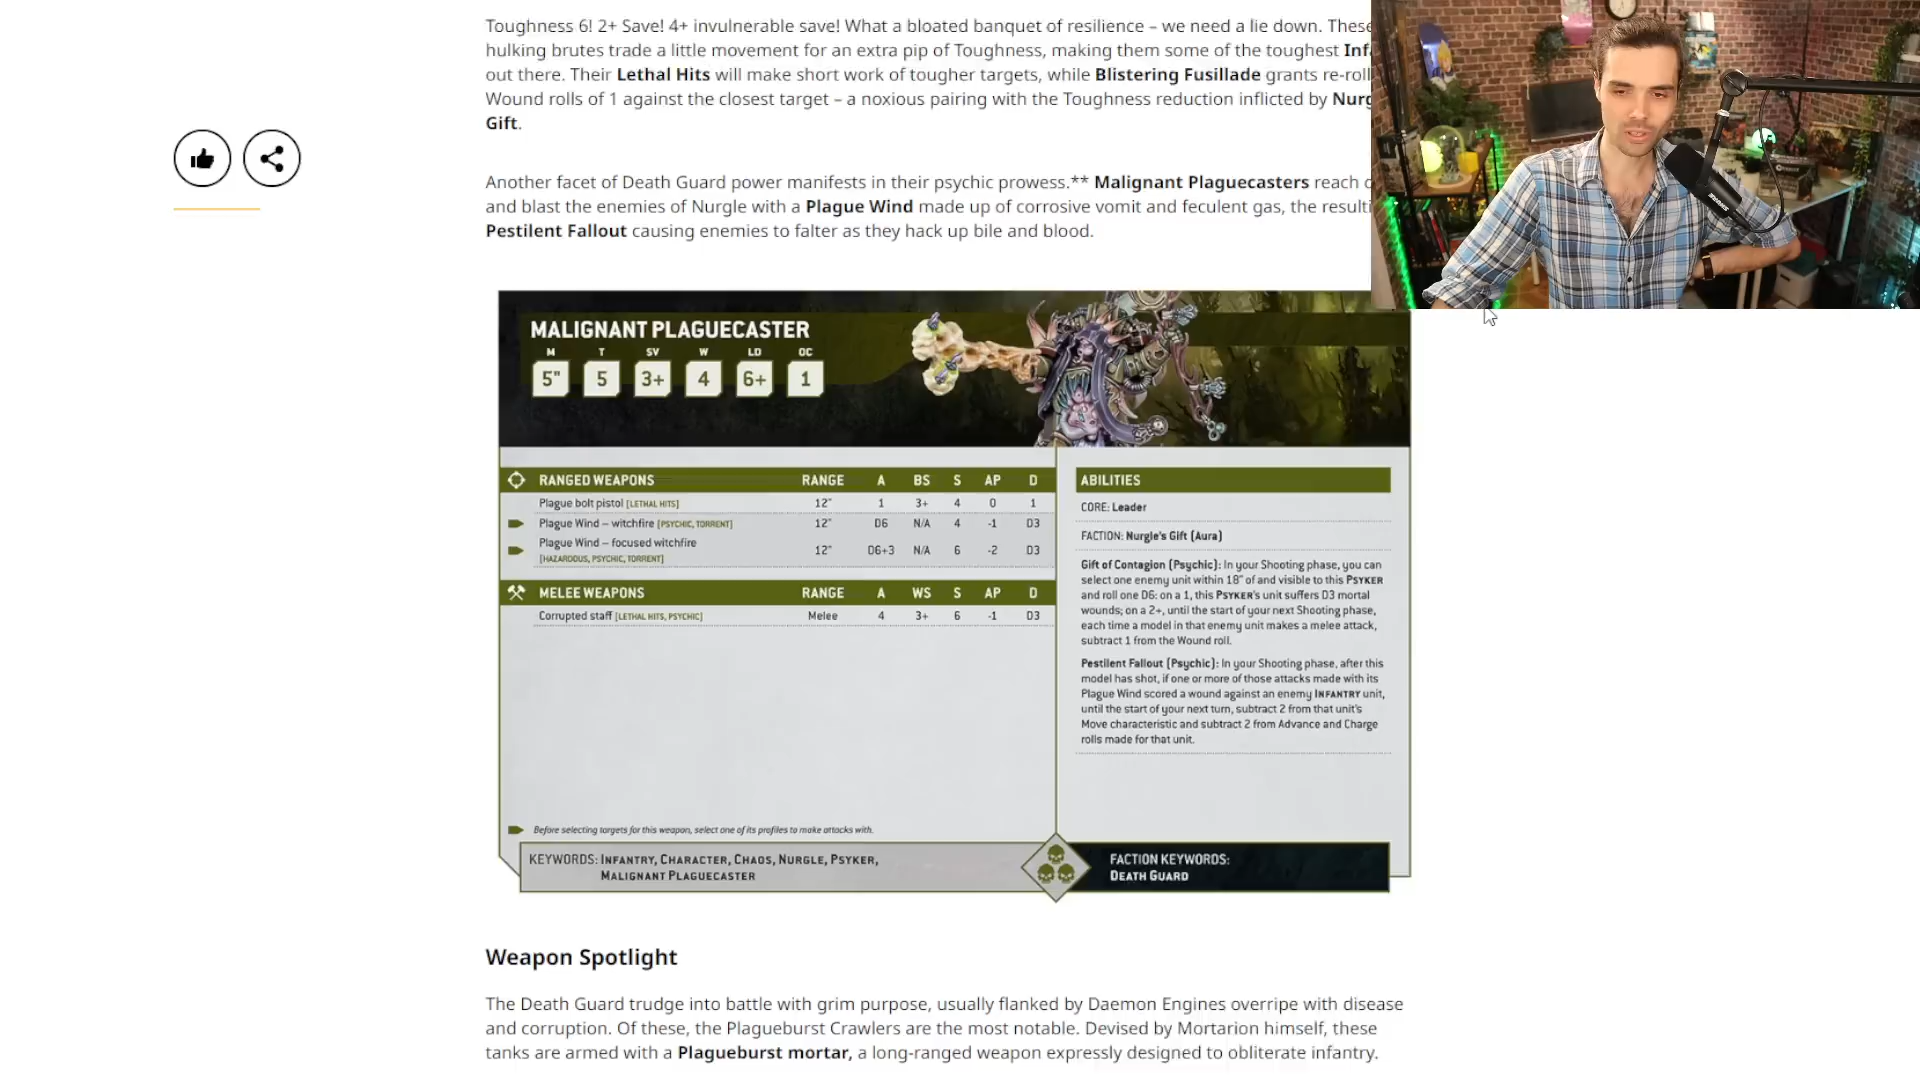 Toughness 6! 2+ Save! 4+ invulnerable save! What a bloated banquet of resilience – we need a lie down. These
hulking brutes trade a little movement for an extra pip of Toughness, making them some of the toughest
out there. Their Lethal Hits will make short work of tougher targets, while Blistering Fusillade grants
Wound rolls of 1 against the closest target – a noxious pairing with the Toughness reduction inflicted by
Gift.
Another facet of Death Guard power manifests in their psychic prowess.** Malignant Plaguecasters reach
and blast the enemies of Nurgle with a Plague Wind made up of corrosive vomit and feculent gas, the
Pestilent Fallout causing enemies to falter as they hack up bile and blood.
MALIGNANT PLAGUECASTER
M T SV W LD OC
5" 5 3+ 4 6+ 1
RANGED WEAPONS RANGE A BS S AP D
Plague bolt pistol [LETHAL HITS] 12" 1 3+ 4 0 1
Plague Wind – witchfire [PSYCHIC, TORRENT] 12" D6 N/A 4 -1 D3
Plague Wind – focused witchfire
[HAZARDOUS, PSYCHIC, TORRENT] 12" D6+3 N/A 6 -2 D3
MELEE WEAPONS RANGE A WS S AP D
Corrupted staff [LETHAL HITS, PSYCHIC] Melee 4 3+ 6 -1 D3
Before selecting targets for this weapon, select one of its profiles to make attacks with.
ABILITIES
CORE: Leader
FACTION: Nurgle's Gift (Aura)
Gift of Contagion (Psychic): In your Shooting phase, you can
select one enemy unit within 18" of and visible to this PSYKER
and roll one D6: on a 1, this PSYKER's unit suffers D3 mortal
wounds; on a 2+, until the start of your next Shooting phase,
each time a model in that enemy unit makes a melee attack,
subtract 1 from the Wound roll.
Pestilent Fallout (Psychic): In your Shooting phase, after this
model has shot, if one or more of those attacks made with its
Plague Wind scored a wound against an enemy INFANTRY unit,
until the start of your next turn, subtract 2 from that unit's
Move characteristic and subtract 2 from Advance and Charge
rolls made for that unit.
KEYWORDS: INFANTRY, CHARACTER, CHAOS, NURGLE, PSYKER,
MALIGNANT PLAGUECASTER
FACTION KEYWORDS:
DEATH GUARD
Weapon Spotlight
The Death Guard trudge into battle with grim purpose, usually flanked by Daemon Engines overripe with disease
and corruption. Of these, the Plagueburst Crawlers are the most notable. Devised by Mortarion himself, these
tanks are armed with a Plagueburst mortar, a long-ranged weapon expressly designed to obliterate infantry.